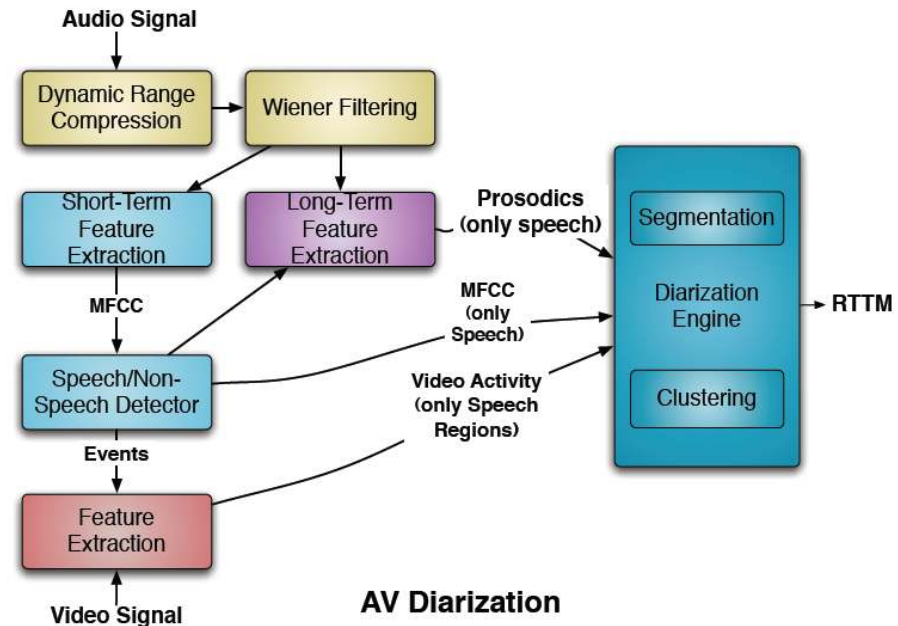 Audio Signal
Dynamic Range
Compression
Wiener Filtering
Short-Term
Feature
Extraction
Long-Term
Feature
Extraction
Prosodics
(only speech)
Segmentation
Diarization
Engine
Clustering
RTTM
MFCC
MFCC
(only
Speech)
Speech/Non-
Speech Detector
Video Activity
(only Speech
Regions)
Events
Feature
Extraction
Video Signal
AV Diarization